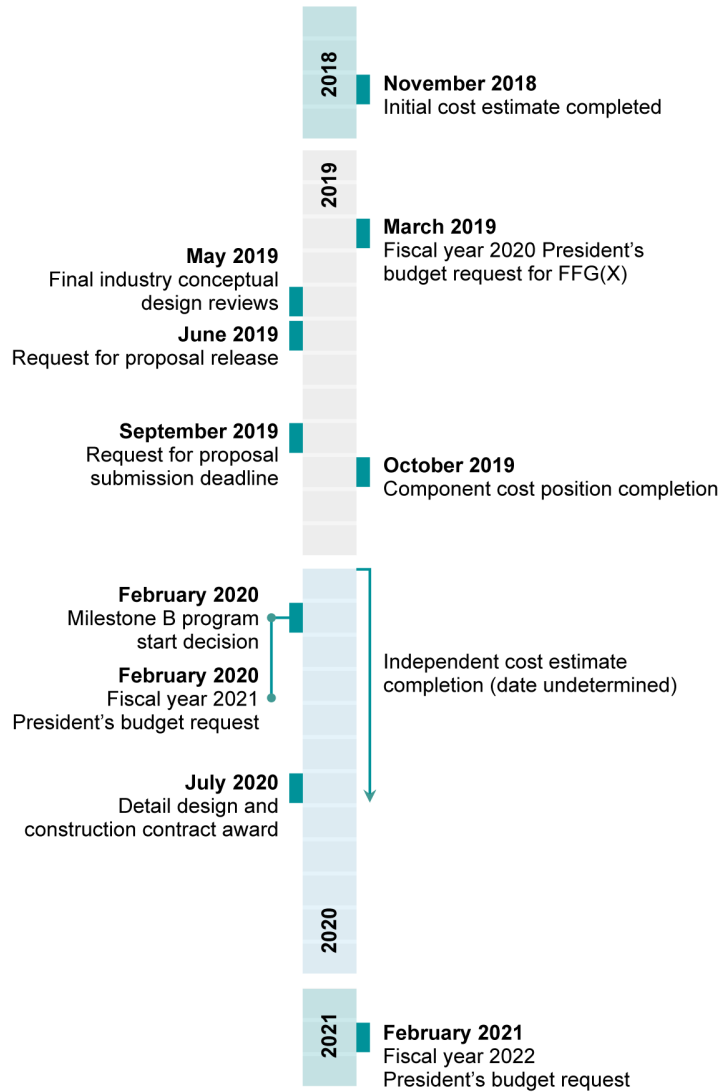 2018
November 2018
Initial cost estimate completed
2019
March 2019
Fiscal year 2020 President’s
budget request for FFG(X)
May 2019
Final industry conceptual
design reviews
June 2019
Request for proposal release
September 2019
Request for proposal
submission deadline
October 2019
Component cost position completion
February 2020
Milestone B program
start decision
February 2020
Fiscal year 2021
President’s budget request
Independent cost estimate
completion (date undetermined)
July 2020
Detail design and
construction contract award
2020
2021
February 2021
Fiscal year 2022
President’s budget request